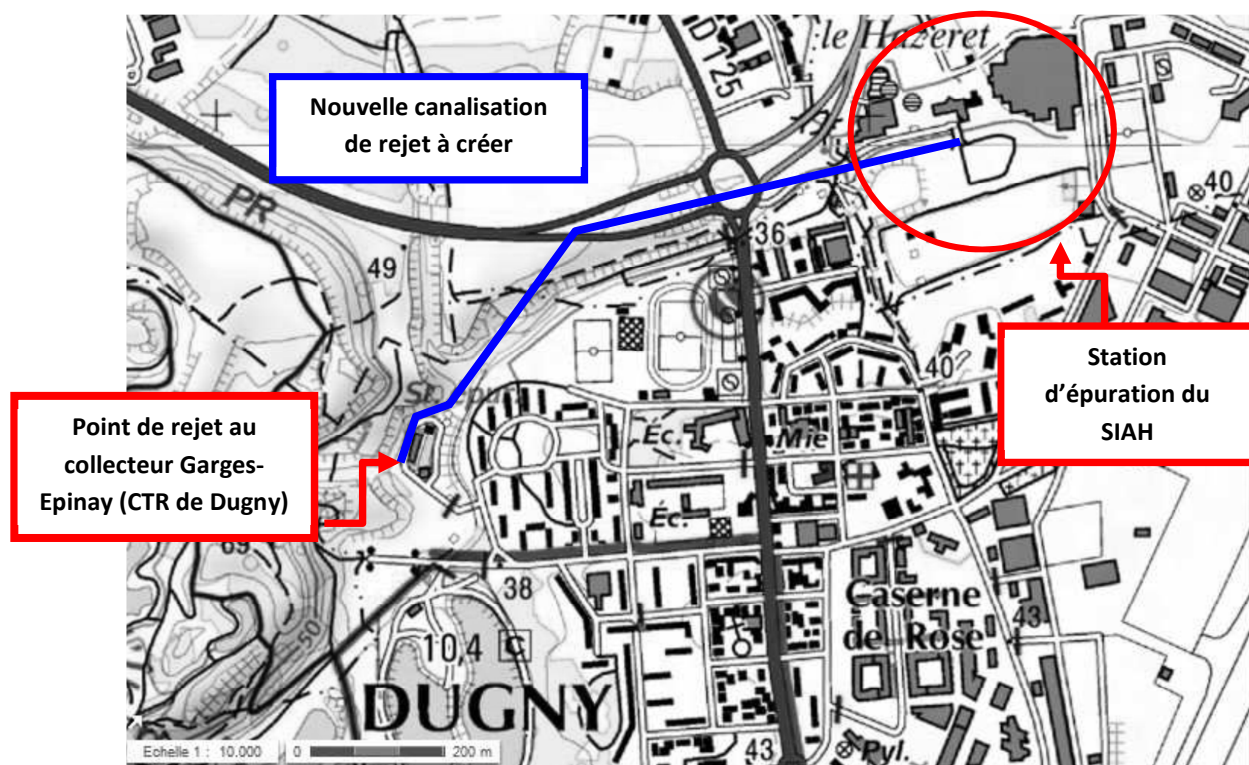 le Hazeret
D125
Nouvelle canalisation
de rejet à créer
40
PR
36
49
Station
d'épuration du
SIAH
40
Point de rejet au
collecteur Garges-
Epinay (CTR de Dugny)
Éc.
Mie
Éc.
69
38
50
Caserne
de Rose
43
10,4
C
DUGNY
43
Pyl.
Echelle 1 : 10,000
0
200 m